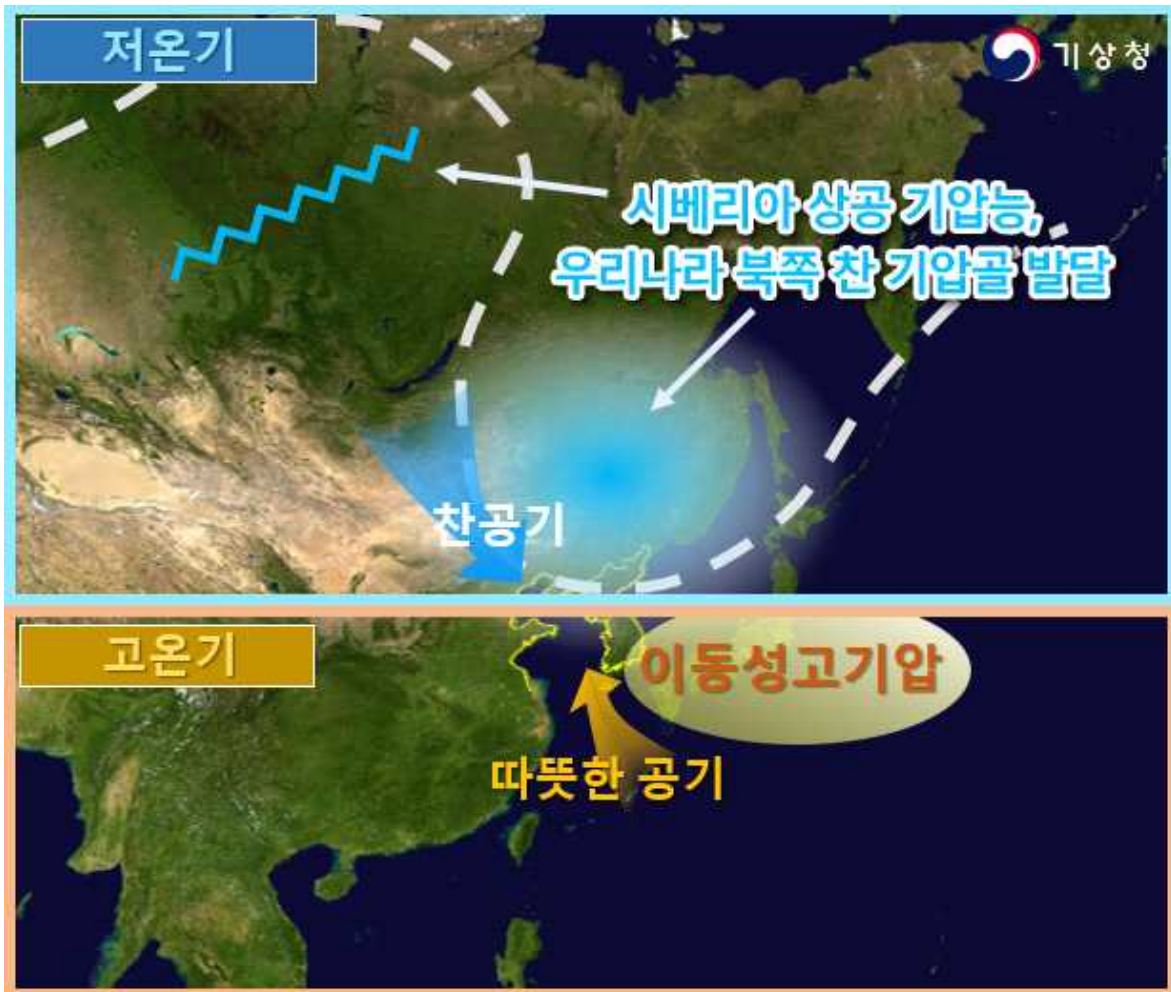 저온기
기상청
시베리아 상공 기압능,
우리나라 북쪽 찬 기압골 발달
찬공기
고온기
이동성고기압
따뜻한 공기